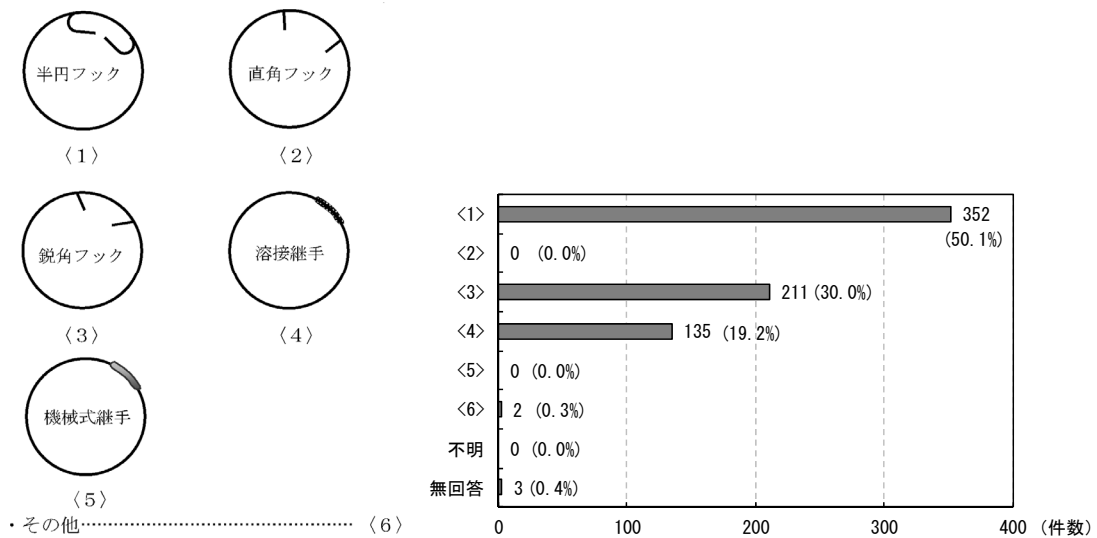 半円フック
〈1〉
直角フック
〈2〉
鋭角フック
〈3〉
溶接継手
〈4〉
機械式継手
〈5〉
・その他……………………………………〈6〉
<1> 352
(50.1%)
<2> 0 (0.0%)
<3> 211(30.0%)
<4> 135 (19.2%)
<5> 0 (0.0%)
<6> 2 (0.3%)
不明 0 (0.0%)
無回答 3(0.4%)
0 100 200 300 400 (件数)